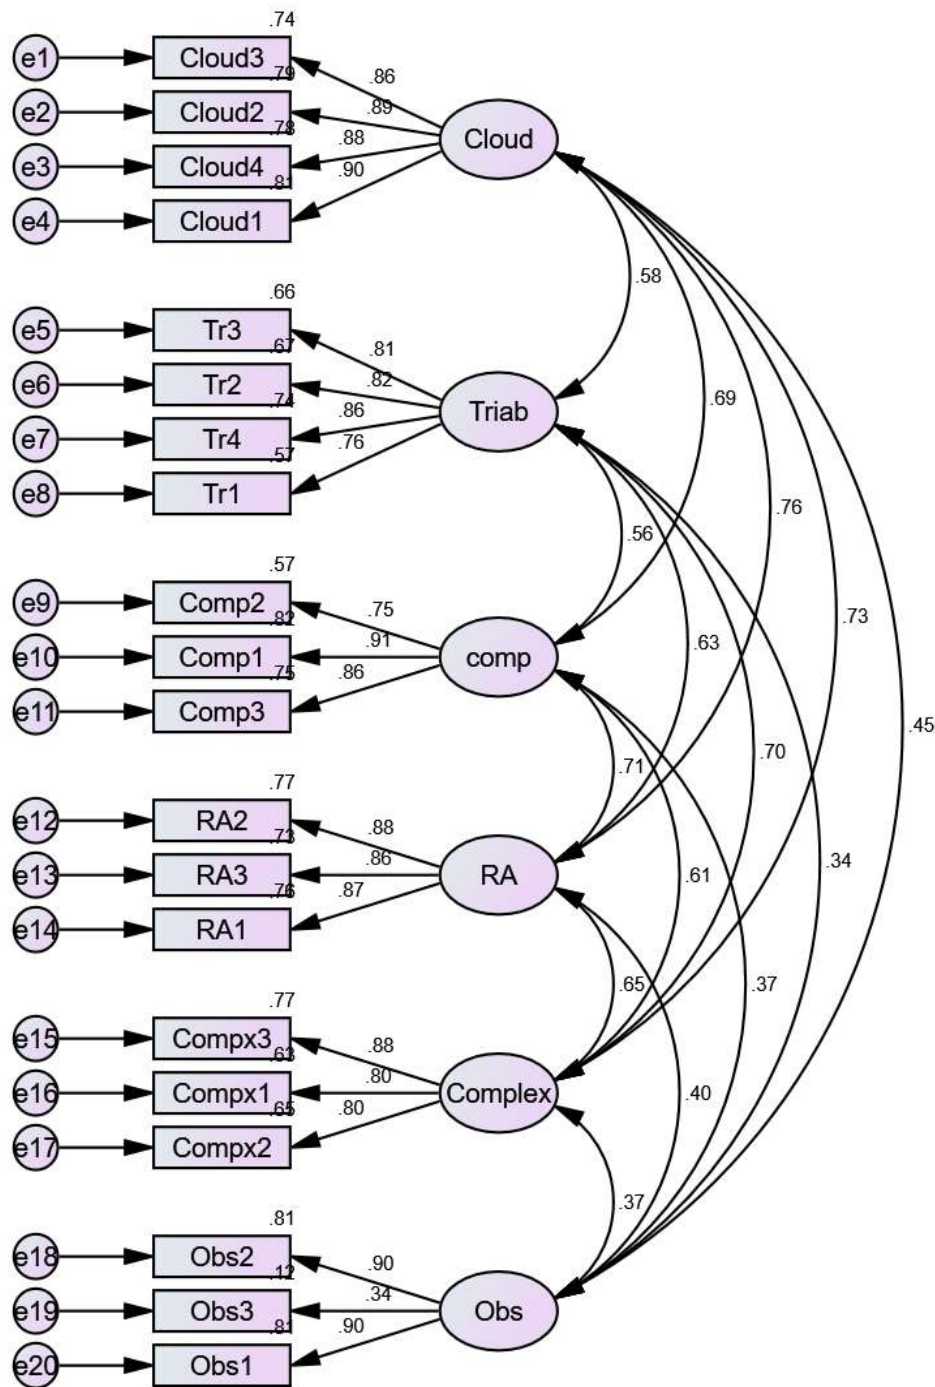 .74
e1 Cloud3 .86
.79
e2 Cloud2 .89 Cloud
.78
e3 Cloud4 .88
.81 .90
e4 Cloud1
.58
.66
e5 Tr3 .81
.67
e6 Tr2 .82 Triab .69
.74
e7 Tr4 .86
.57 .76
e8 Tr1 .76
.56
.57
e9 Comp2 .75 .73
.82
e10 Comp1 .91 comp .63
.75
e11 Comp3 .86
.45
.71 .70
.77
e12 RA2 .88
.73
e13 RA3 .86 RA .61 .34
.76
e14 RA1 .87
.65 .37
.77
e15 Compx3 .88
.63
e16 Compx1 .80 Complex .40
.65
e17 Compx2 .80
.37
.81
e18 Obs2 .90
.12
e19 Obs3 .34 Obs
.81
e20 Obs1 .90